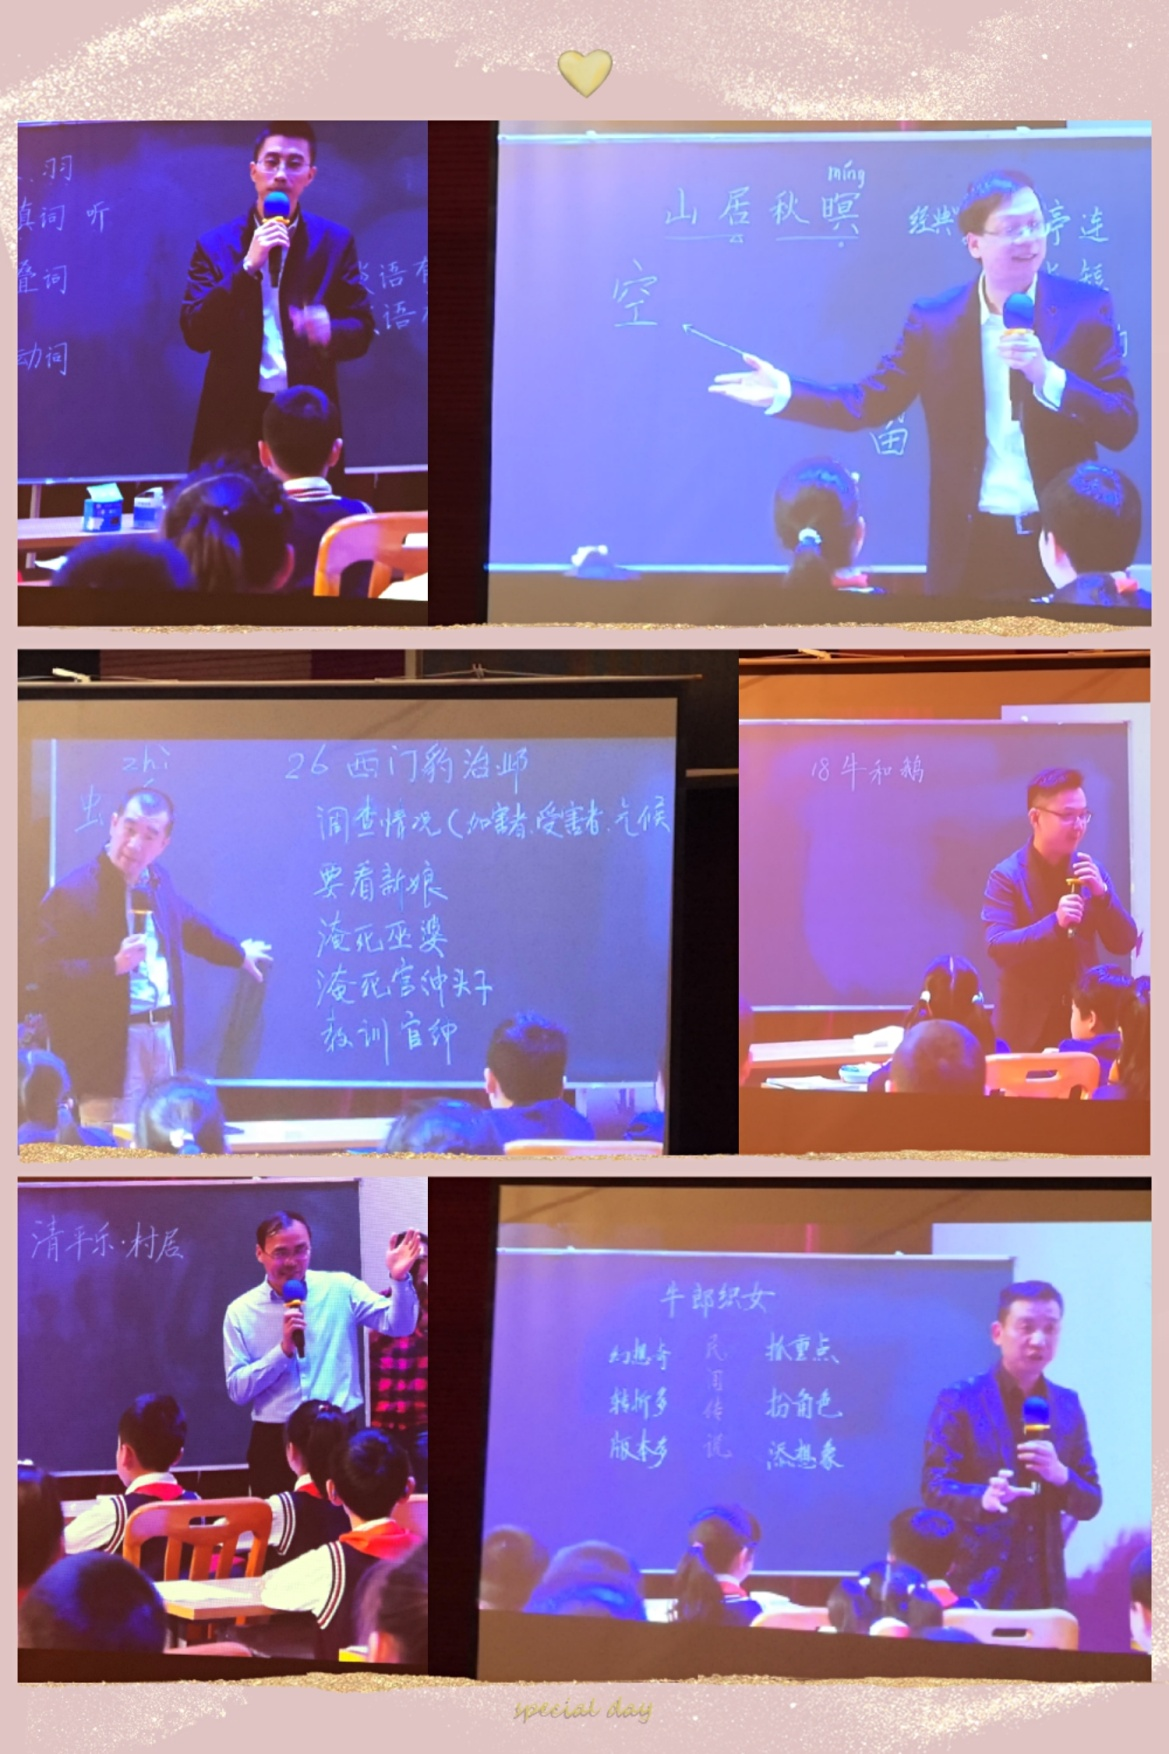 羽
填词 听
叠词
动词
语
语
míng
山居秋暝
经典 亭连
空
留
zhì
虫
26 西门豹治邺
调查情况(加害者、受害者、气候
要看新娘
淹死巫婆
淹死官绅头子
教训官绅
18 牛和鹅
清平乐·村居
牛郎织女
幻想奇 民 抓重点
间
转折多 传 扮角色
版本多 说 添想象
special day